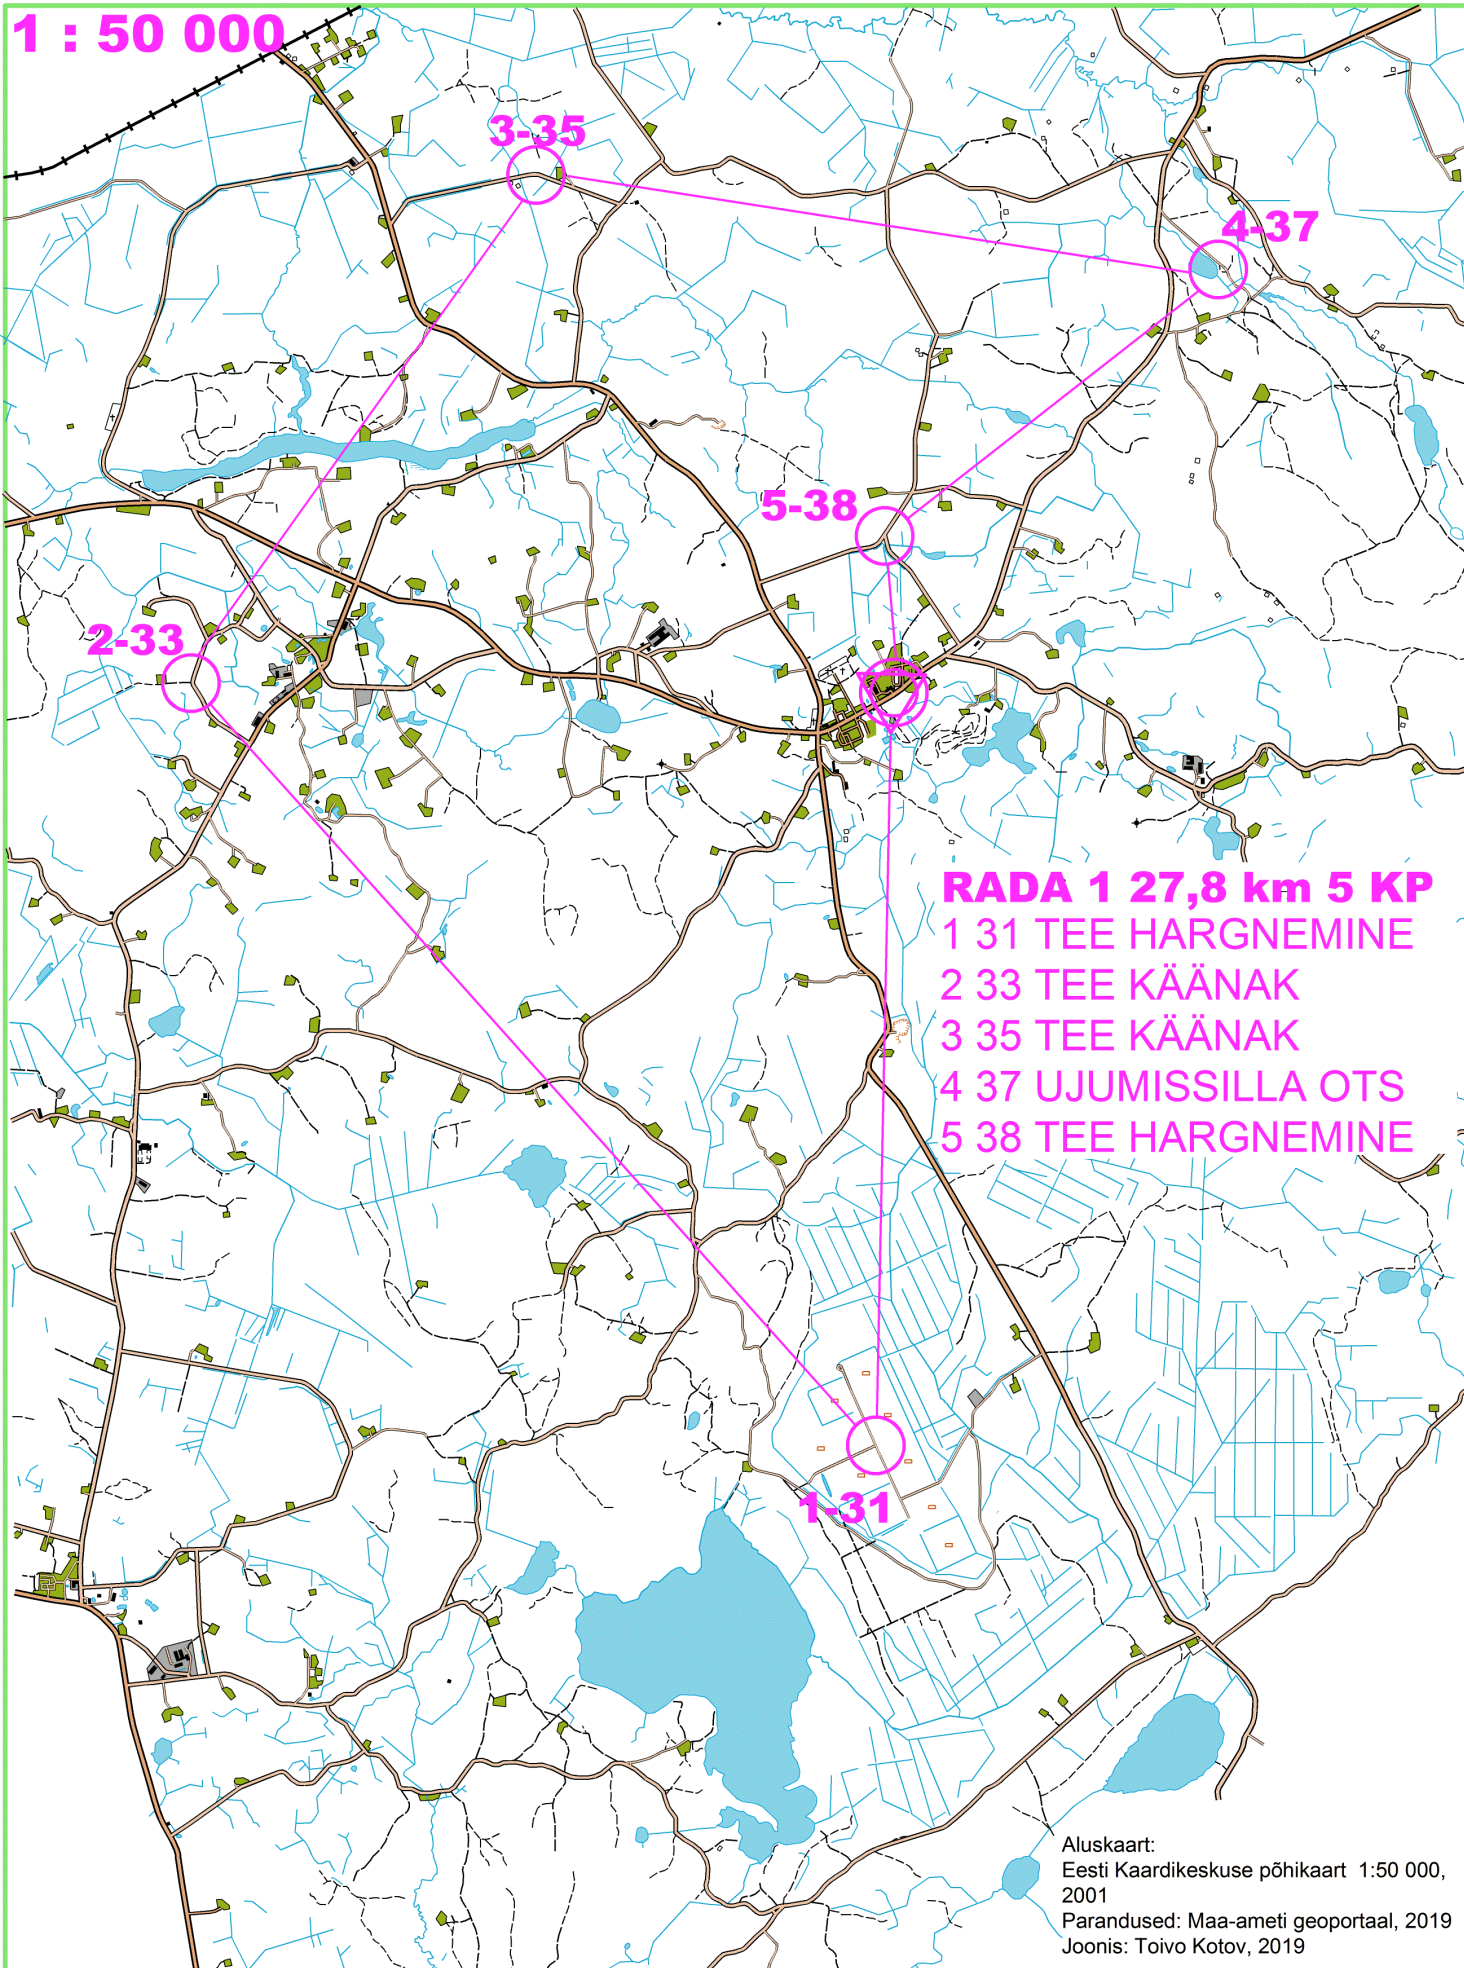 1 : 50 000
3-35
4-37
5-38
2-33
RADA 1 27,8 km 5 KP
1 31 TEE HARGNEMINE
2 33 TEE KÄÄNAK
3 35 TEE KÄÄNAK
4 37 UJUMISSILLA OTS
5 38 TEE HARGNEMINE
1-31
Aluskaart:
Eesti Kaardikeskuse põhikaart 1:50 000,
2001
Parandused: Maa-ameti geoportaal, 2019
Joonis: Toivo Kotov, 2019